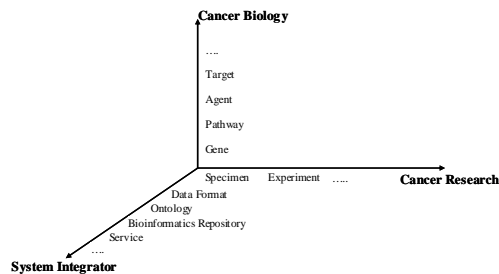 Cancer Biology
....
Target
Agent
Pathway
Gene
Specimen Experiment .....
Cancer Research
Data Format
Ontology
Bioinformatics Repository
Service
....
System Integrator